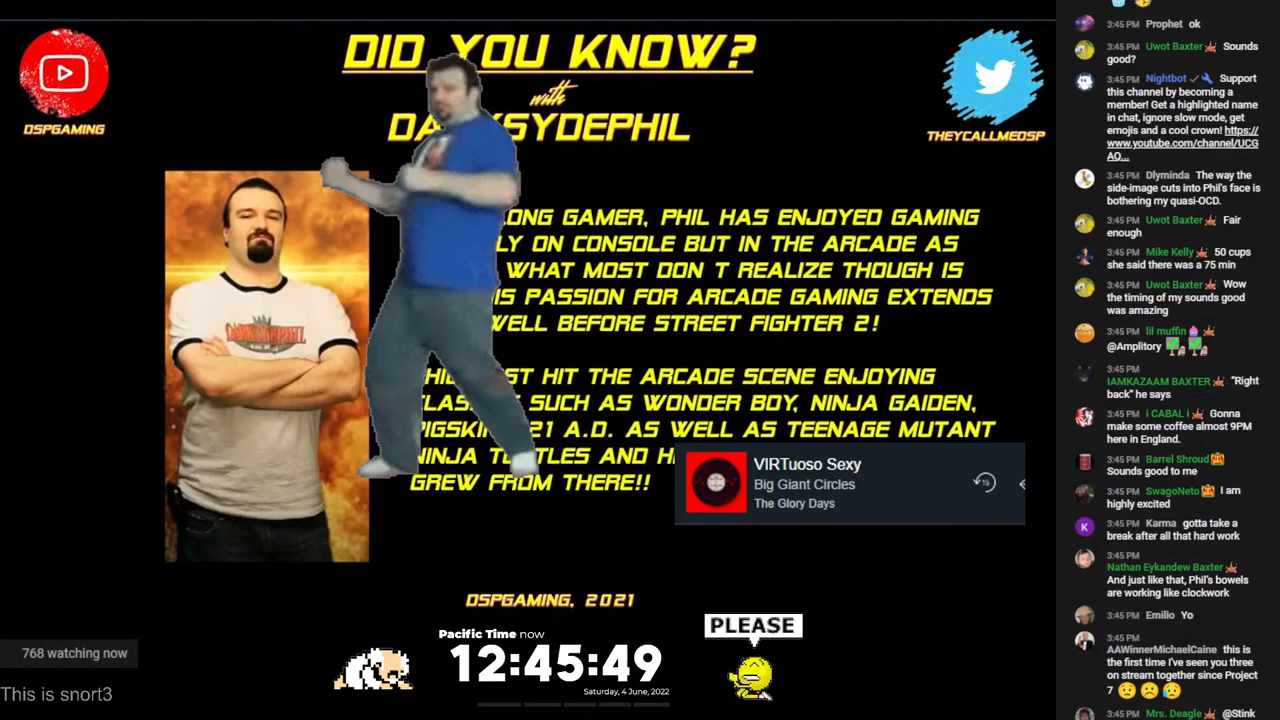 DID YOU KNOW?
with
DA KSYDEPHIL
DSPGAMING
THEYCALLMEDSP
ONG GAMER, PHIL HAS ENJOYED GAMING
LY ON CONSOLE BUT IN THE ARCADE AS
WHAT MOST DON T REALIZE THOUGH IS
IS PASSION FOR ARCADE GAMING EXTENDS
WELL BEFORE STREET FIGHTER 2!
HIT THE ARCADE SCENE ENJOYING
SUCH AS WONDER BOY, NINJA GAIDEN,
21 A.D. AS WELL AS TEENAGE MUTANT
NINJA TURTLES AND
GREW FROM THERE!!
VIRTuoso Sexy
Big Giant Circles
The Glory Days
15
DSPGAMING, 2021
Pacific Time now
12:45:49
Saturday, 4 June, 2022
PLEASE
768 watching now
This is snort3
3:45 PM Prophet ok
3:45 PM Uwot Baxter Sounds
good?
3:45 PM Nightbot Support
this channel by becoming a
member! Get a highlighted name
in chat, ignore slow mode, get
emojis and a cool crown! https://
www.youtube.com/channel/UCG
AO...
3:45 PM Dlyminda The way the
side-image cuts into Phil's face is
bothering my quasi-OCD.
3:45 PM Uwot Baxter Fair
enough
3:45 PM Mike Kelly 50 cups
she said there was a 75 min
3:45 PM Uwot Baxter Wow
the timing of my sounds good
was amazing
3:45 PM lil muffin
@Amplitory
3:45 PM
IAMKAZAAM BAXTER "Right
back" he says
3:45 PM i CABAL i Gonna
make some coffee almost 9PM
here in England.
3:45 PM Barrel Shroud
Sounds good to me
3:45 PM SwagoNeto I am
highly excited
3:45 PM Karma gotta take a
break after all that hard work
3:45 PM
Nathan Eykandew Baxter
And just like that, Phil's bowels
are working like clockwork
3:45 PM Emilio Yo
3:45 PM
AAWinnerMichaelCaine this is
the first time I've seen you three
on stream together since Project
7
3:45 PM Mrs. Deagle @Stink